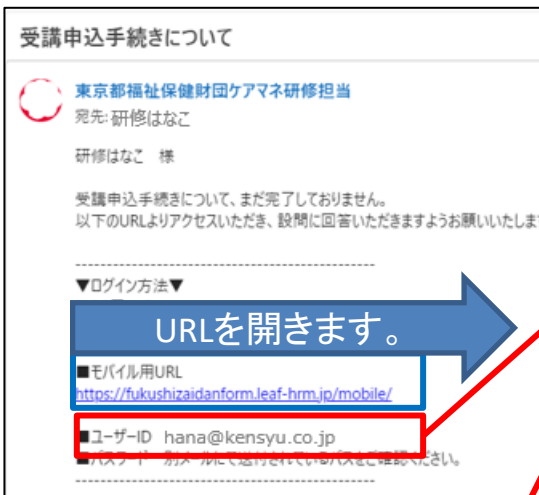 受講申込手続きについて
東京都福祉保健財団ケアマネ研修担当
宛先: 研修はなこ
研修はなこ 様
受講申込手続きについて、まだ完了しておりません。
以下のURLよりアクセスいただき、設問に回答いただきますようお願いいたしま
------------------------------------------------
▼ログイン方法▼
URLを開きます。
■モバイル用URL
https://fukushizaidanform.leaf-hrm.jp/mobile/
■ユーザーID hana@kensyu.co.jp
■パスワード 別メールにて送付されているパスをご確認ください。
------------------------------------------------